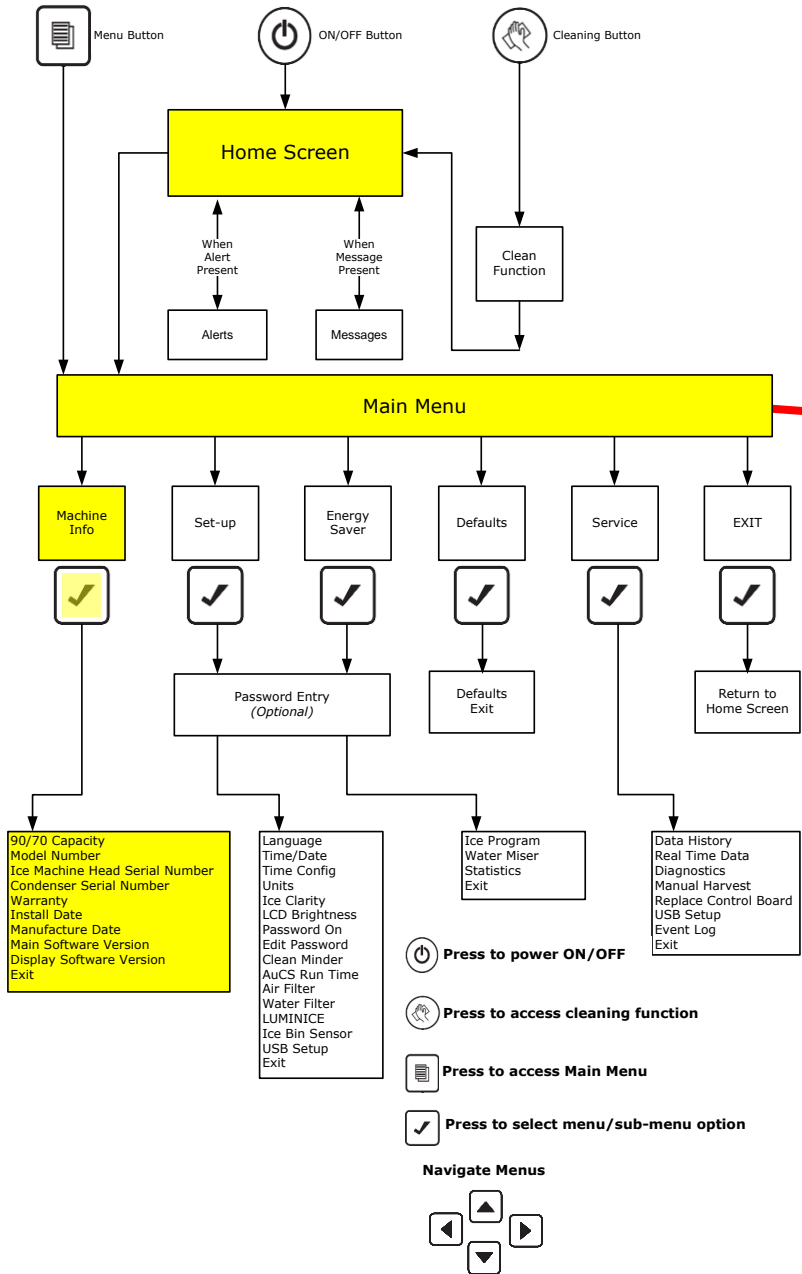 Menu Button
ON/OFF Button
Cleaning Button
Home Screen
When
Alert
Present
When
Message
Present
Clean
Function
Alerts
Messages
Main Menu
Machine
Info
Set-up
Energy
Saver
Defaults
Service
EXIT
Password Entry
(Optional)
Defaults
Exit
Return to
Home Screen
90/70 Capacity
Model Number
Ice Machine Head Serial Number
Condenser Serial Number
Warranty
Install Date
Manufacture Date
Main Software Version
Display Software Version
Exit
Language
Time/Date
Time Config
Units
Ice Clarity
LCD Brightness
Password On
Edit Password
Clean Minder
AuCS Run Time
Air Filter
Water Filter
LUMINICE
Ice Bin Sensor
USB Setup
Exit
Ice Program
Water Miser
Statistics
Exit
Data History
Real Time Data
Diagnostics
Manual Harvest
Replace Control Board
USB Setup
Event Log
Exit
Press to power ON/OFF
Press to access cleaning function
Press to access Main Menu
Press to select menu/sub-menu option
Navigate Menus